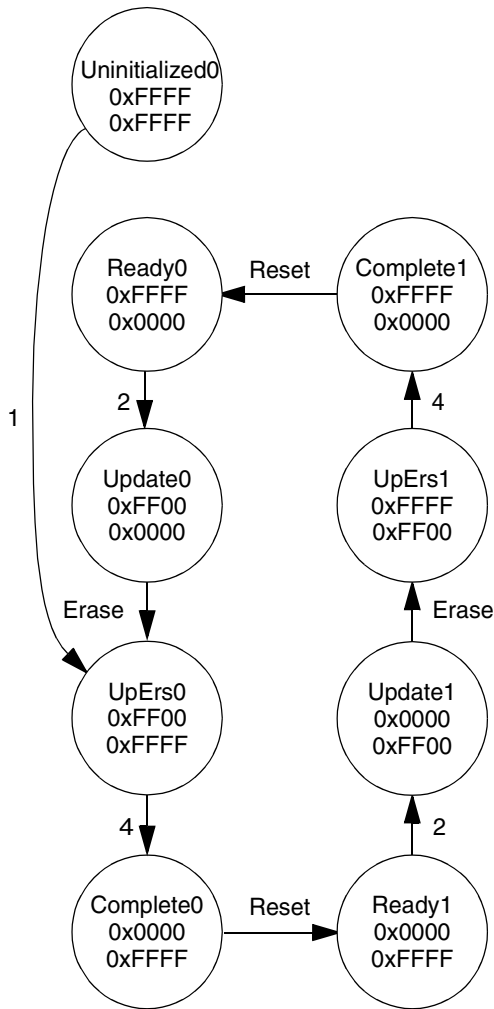 Uninitialized0
0xFFFF
0xFFFF
Ready0
0xFFFF
0x0000
Reset
Complete1
0xFFFF
0x0000
1
2
4
Update0
0xFF00
0x0000
UpErs1
0xFFFF
0xFF00
Erase
Erase
UpErs0
0xFF00
0xFFFF
Update1
0x0000
0xFF00
4
2
Complete0
0x0000
0xFFFF
Reset
Ready1
0x0000
0xFFFF